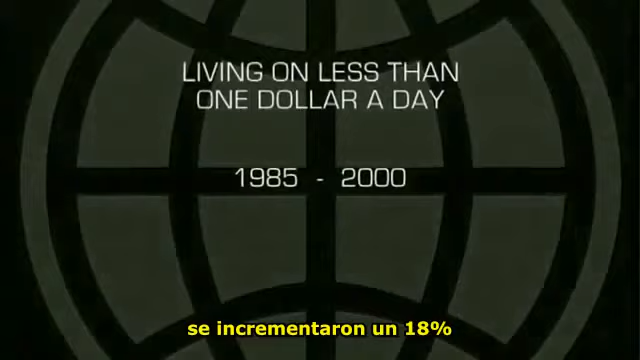 LIVING ON LESS THAN
ONE DOLLAR A DAY
1985 - 2000
se incrementaron un 18%